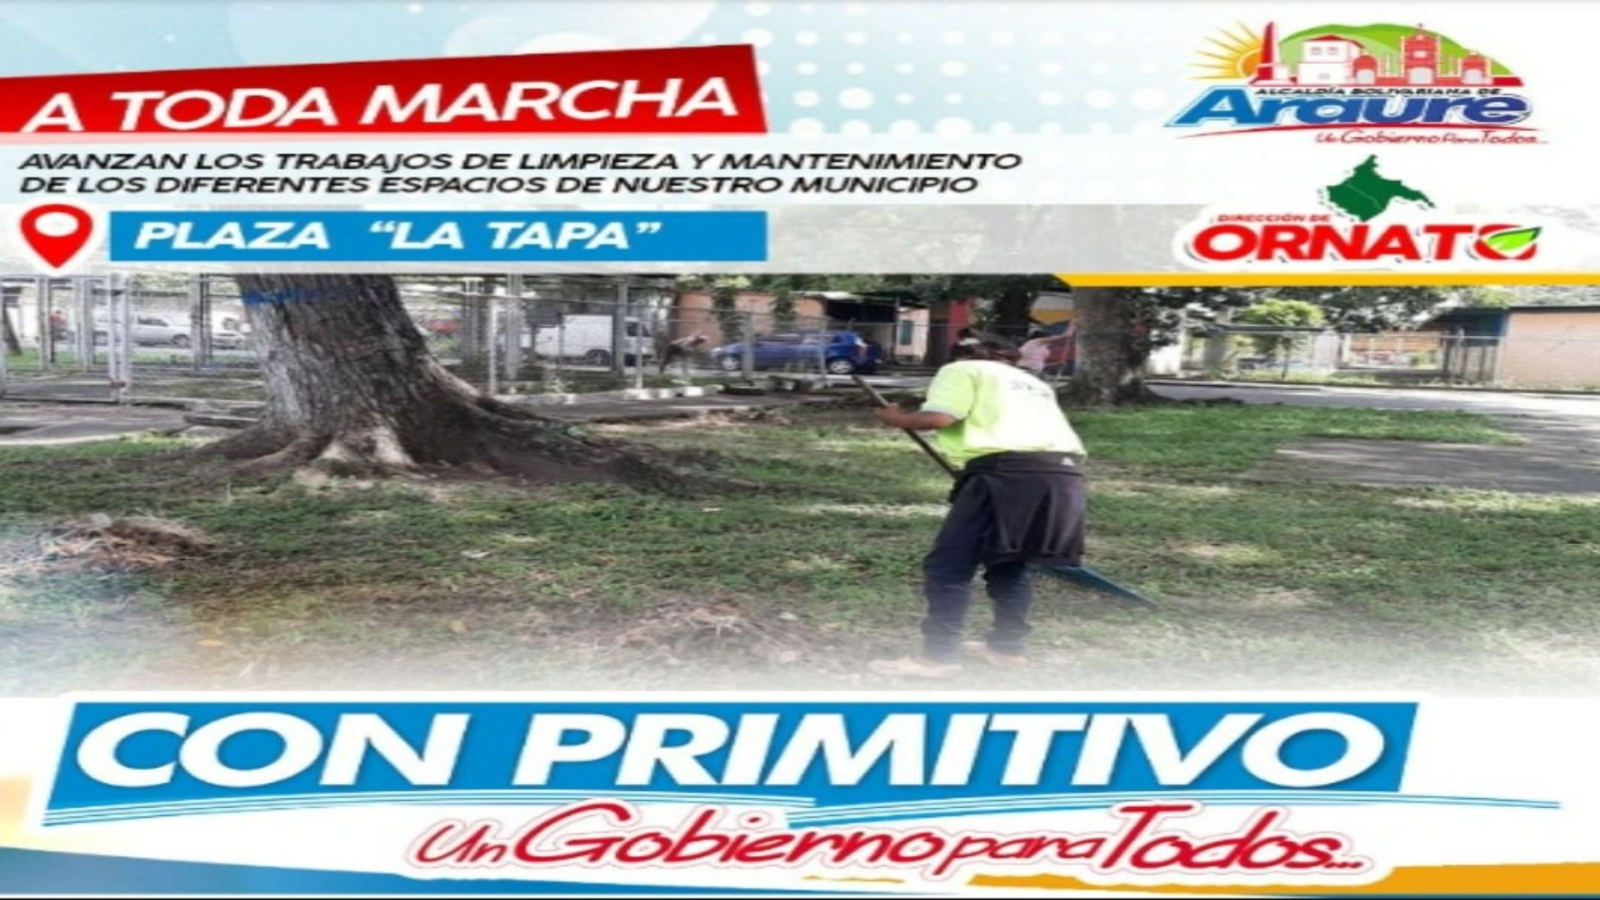 A TODA MARCHA
AVANZAN LOS TRABAJOS DE LIMPIEZA Y MANTENIMIENTO
DE LOS DIFERENTES ESPACIOS DE NUESTRO MUNICIPIO
PLAZA "LA TAPA"
ALCALDÍA BOLIVARIANA DE
Araure
Un Gobierno Para Todos...
DIRECCIÓN DE
ORNATO
CON PRIMITIVO
Un Gobierno para Todos...